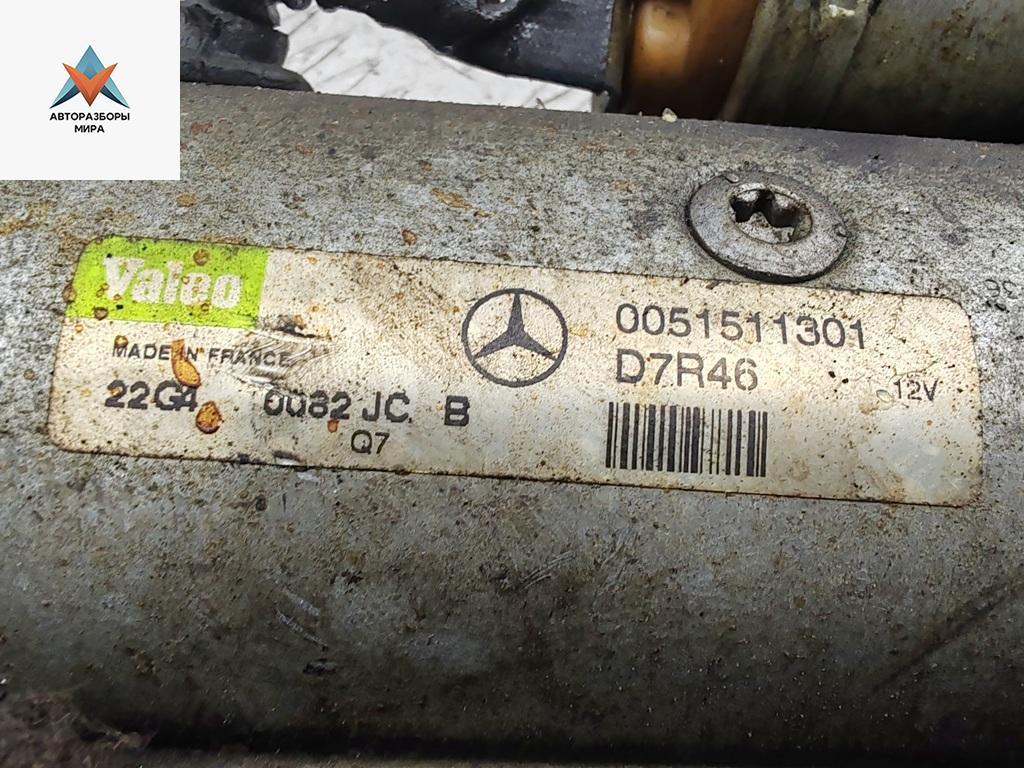 АВТОРАЗБОРЫ
МИРА
Valeo
MADE IN FRANCE
0051511301
D7R46
12V
22G4 0082 JC B
Q7